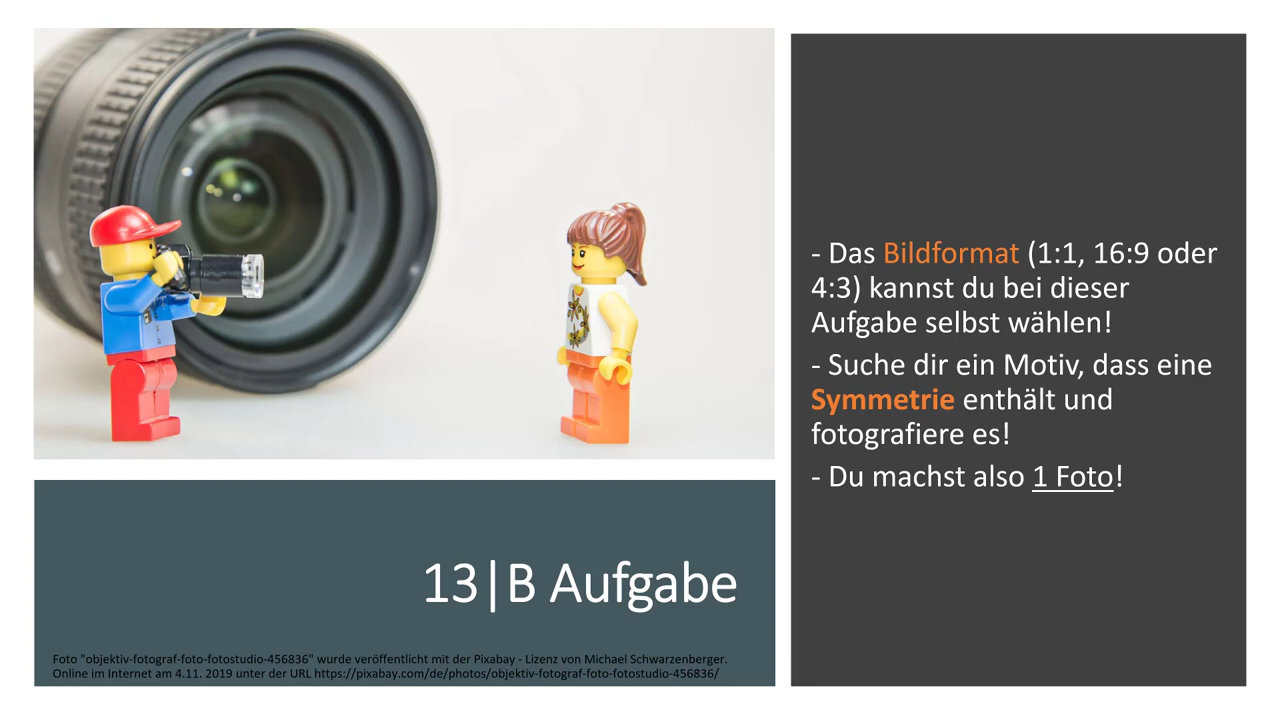 - Das Bildformat (1:1, 16:9 oder
4:3) kannst du bei dieser
Aufgabe selbst wählen!
- Suche dir ein Motiv, dass eine
Symmetrie enthält und
fotografiere es!
- Du machst also 1 Foto!
13|B Aufgabe
Foto "objektiv-fotograf-foto-fotostudio-456836" wurde veröffentlicht mit der Pixabay - Lizenz von Michael Schwarzenberger.
Online im Internet am 4.11. 2019 unter der URL https://pixabay.com/de/photos/objektiv-fotograf-foto-fotostudio-456836/